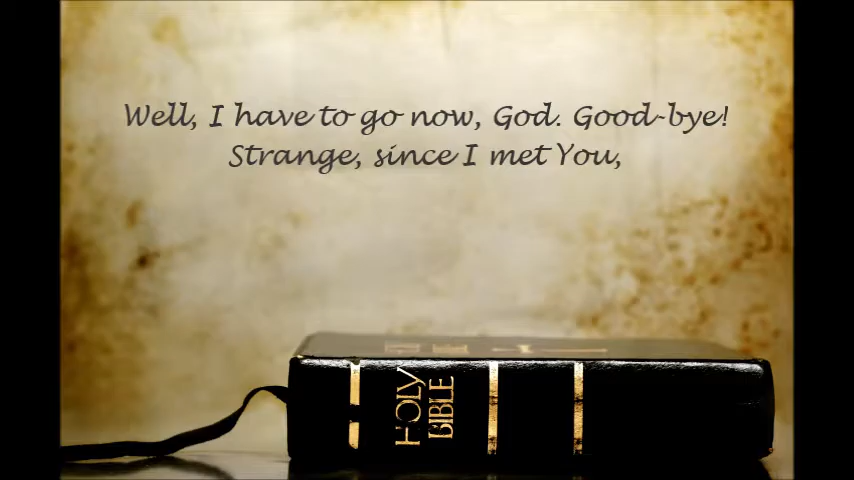 Well, I have to go now, God. Good-bye!
Strange, since I met You,
HOLY
BIBLE